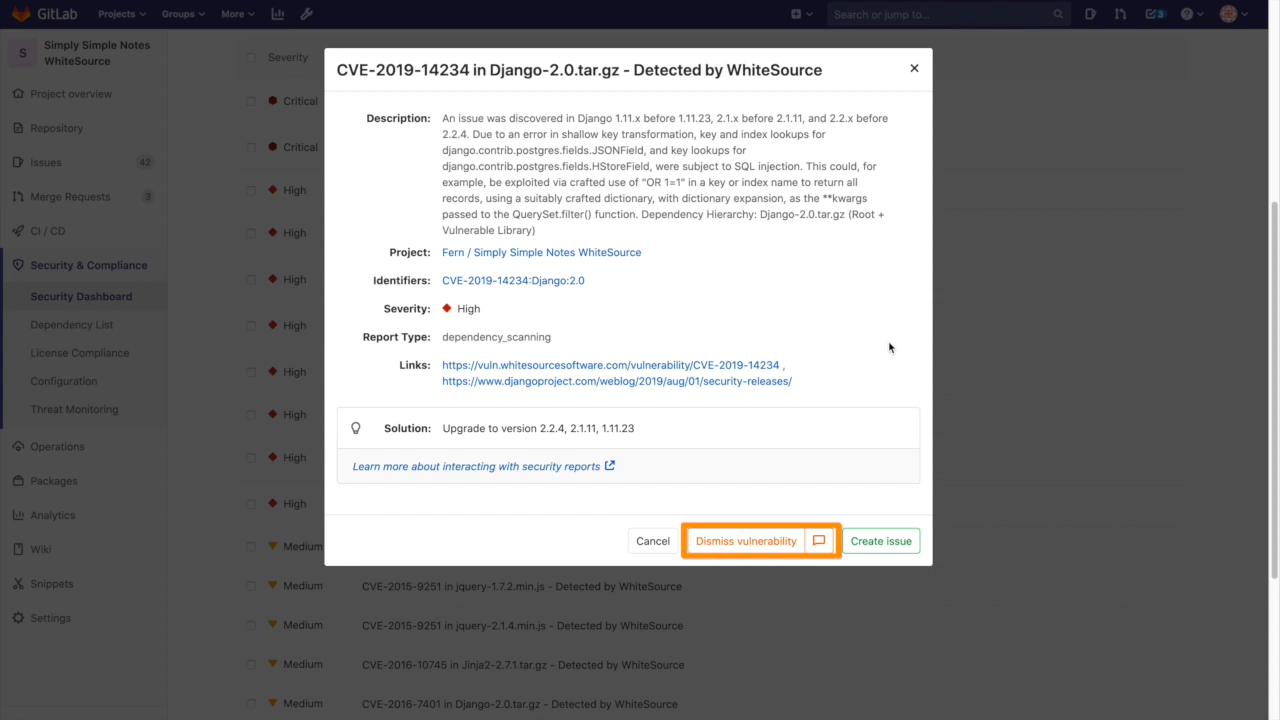 GitLab
Projects
Groups
More
Search or jump to...
3
S
Simply Simple Notes
WhiteSource
Project overview
Repository
Issues 42
Merge Requests 3
CI / CD
Security & Compliance
Security Dashboard
Dependency List
License Compliance
Configuration
Threat Monitoring
Operations
Packages
Analytics
Wiki
Snippets
Settings
Severity
Critical
Critical
High
High
High
High
High
High
High
High
Medium
CVE-2019-14234 in Django-2.0.tar.gz - Detected by WhiteSource
Description: An issue was discovered in Django 1.11.x before 1.11.23, 2.1.x before 2.1.11, and 2.2.x before
2.2.4. Due to an error in shallow key transformation, key and index lookups for
django.contrib.postgres.fields.JSONField, and key lookups for
django.contrib.postgres.fields.HStoreField, were subject to SQL injection. This could, for
example, be exploited via crafted use of "OR 1=1" in a key or index name to return all
records, using a suitably crafted dictionary, with dictionary expansion, as the **kwargs
passed to the QuerySet.filter() function. Dependency Hierarchy: Django-2.0.tar.gz (Root +
Vulnerable Library)
Project: Fern / Simply Simple Notes WhiteSource
Identifiers: CVE-2019-14234:Django:2.0
Severity: High
Report Type: dependency_scanning
Links: https://vuln.whitesourcesoftware.com/vulnerability/CVE-2019-14234 ,
https://www.djangoproject.com/weblog/2019/aug/01/security-releases/
Solution: Upgrade to version 2.2.4, 2.1.11, 1.11.23
Learn more about interacting with security reports
Cancel
Dismiss vulnerability
Create issue
Medium CVE-2015-9251 in jquery-1.7.2.min.js - Detected by WhiteSource
Medium CVE-2015-9251 in jquery-2.1.4.min.js - Detected by WhiteSource
Medium CVE-2016-10745 in Jinja2-2.7.1.tar.gz - Detected by WhiteSource
Medium CVE-2016-7401 in Django-2.0.tar.gz - Detected by WhiteSource